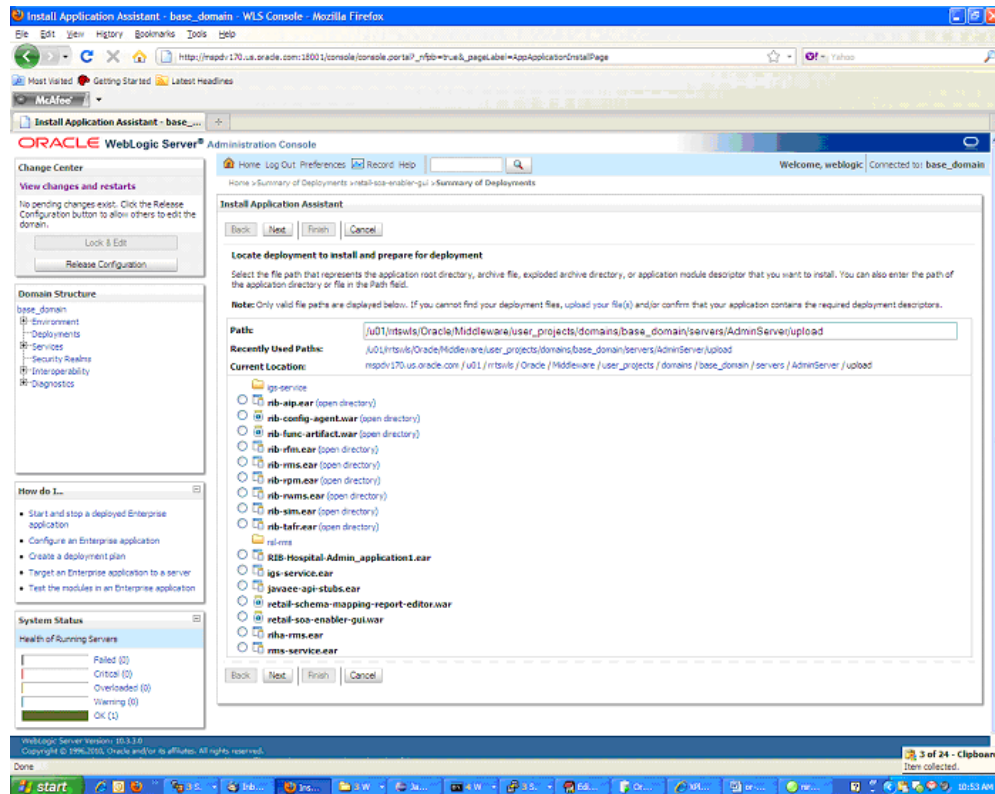 Install Application Assistant - base_domain - WLS Console - Mozilla Firefox
File Edit View History Bookmarks Tools Help
http://mspdv170.us.oracle.com:18001/console/console.portal?_nfpb=true&_pageLabel=AppApplicationInstallPage
Yahoo
Most Visited Getting Started Latest Headlines
McAfee
Install Application Assistant - base_...
ORACLE WebLogic Server® Administration Console
Change Center
View changes and restarts
No pending changes exist. Click the Release
Configuration button to allow others to edit the
domain.
Lock & Edit
Release Configuration
Domain Structure
base_domain
Environment
Deployments
Services
Security Realms
Interoperability
Diagnostics
How do I...
Start and stop a deployed Enterprise
application
Configure an Enterprise application
Create a deployment plan
Target an Enterprise application to a server
Test the modules in an Enterprise application
System Status
Health of Running Servers
Failed (0)
Critical (0)
Overloaded (0)
Warning (0)
OK (1)
Home Log Out Preferences Record Help
Welcome, weblogic Connected to: base_domain
Home >Summary of Deployments >retail-soa-enabler-gui >Summary of Deployments
Install Application Assistant
Back Next Finish Cancel
Locate deployment to install and prepare for deployment
Select the file path that represents the application root directory, archive file, exploded archive directory, or application module descriptor that you want to install. You can also enter the path of
the application directory or file in the Path field.
Note: Only valid file paths are displayed below. If you cannot find your deployment files, upload your file(s) and/or confirm that your application contains the required deployment descriptors.
Path: /u01/rtswls/Oracle/Middleware/user_projects/domains/base_domain/servers/AdminServer/upload
Recently Used Paths: /u01/rtswls/Oracle/Middleware/user_projects/domains/base_domain/servers/AdminServer/upload
Current Location: mspdv170.us.oracle.com / u01 / rtswls / Oracle / Middleware / user_projects / domains / base_domain / servers / AdminServer / upload
igs-service
rib-aip.ear (open directory)
rib-config-agent.war (open directory)
rib-func-artifact.war (open directory)
rib-rfm.ear (open directory)
rib-rms.ear (open directory)
rib-rpm.ear (open directory)
rib-rwms.ear (open directory)
rib-sim.ear (open directory)
rib-tafr.ear (open directory)
rsl-rms
RIB-Hospital-Admin_application1.ear
igs-service.ear
javaee-api-stubs.ear
retail-schema-mapping-report-editor.war
retail-soa-enabler-gui.war
riha-rms.ear
rms-service.ear
Back Next Finish Cancel
WebLogic Server Version: 10.3.3.0
Copyright © 1996,2010, Oracle and/or its affiliates. All rights reserved.
Done
3 of 24 - Clipboard
Item collected.
start
10:53 AM